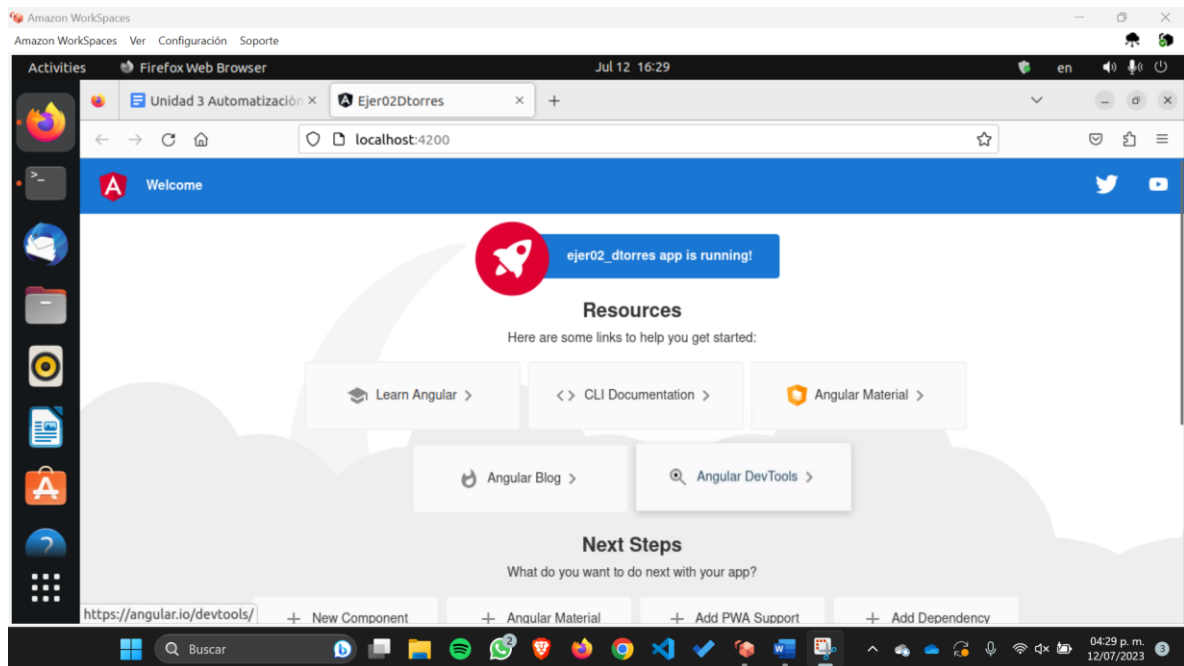 Amazon WorkSpaces
Amazon WorkSpaces Ver Configuración Soporte
Activities Firefox Web Browser Jul 12 16:29 en
Unidad 3 Automatizaciòn Ejer02Dtorres
localhost:4200
Welcome
ejer02_dtorres app is running!
Resources
Here are some links to help you get started:
Learn Angular CLI Documentation Angular Material
Angular Blog Angular DevTools
Next Steps
What do you want to do next with your app?
https://angular.io/devtools/ New Component Angular Material Add PWA Support Add Dependency
Buscar 2 04:29 p. m. 3
12/07/2023